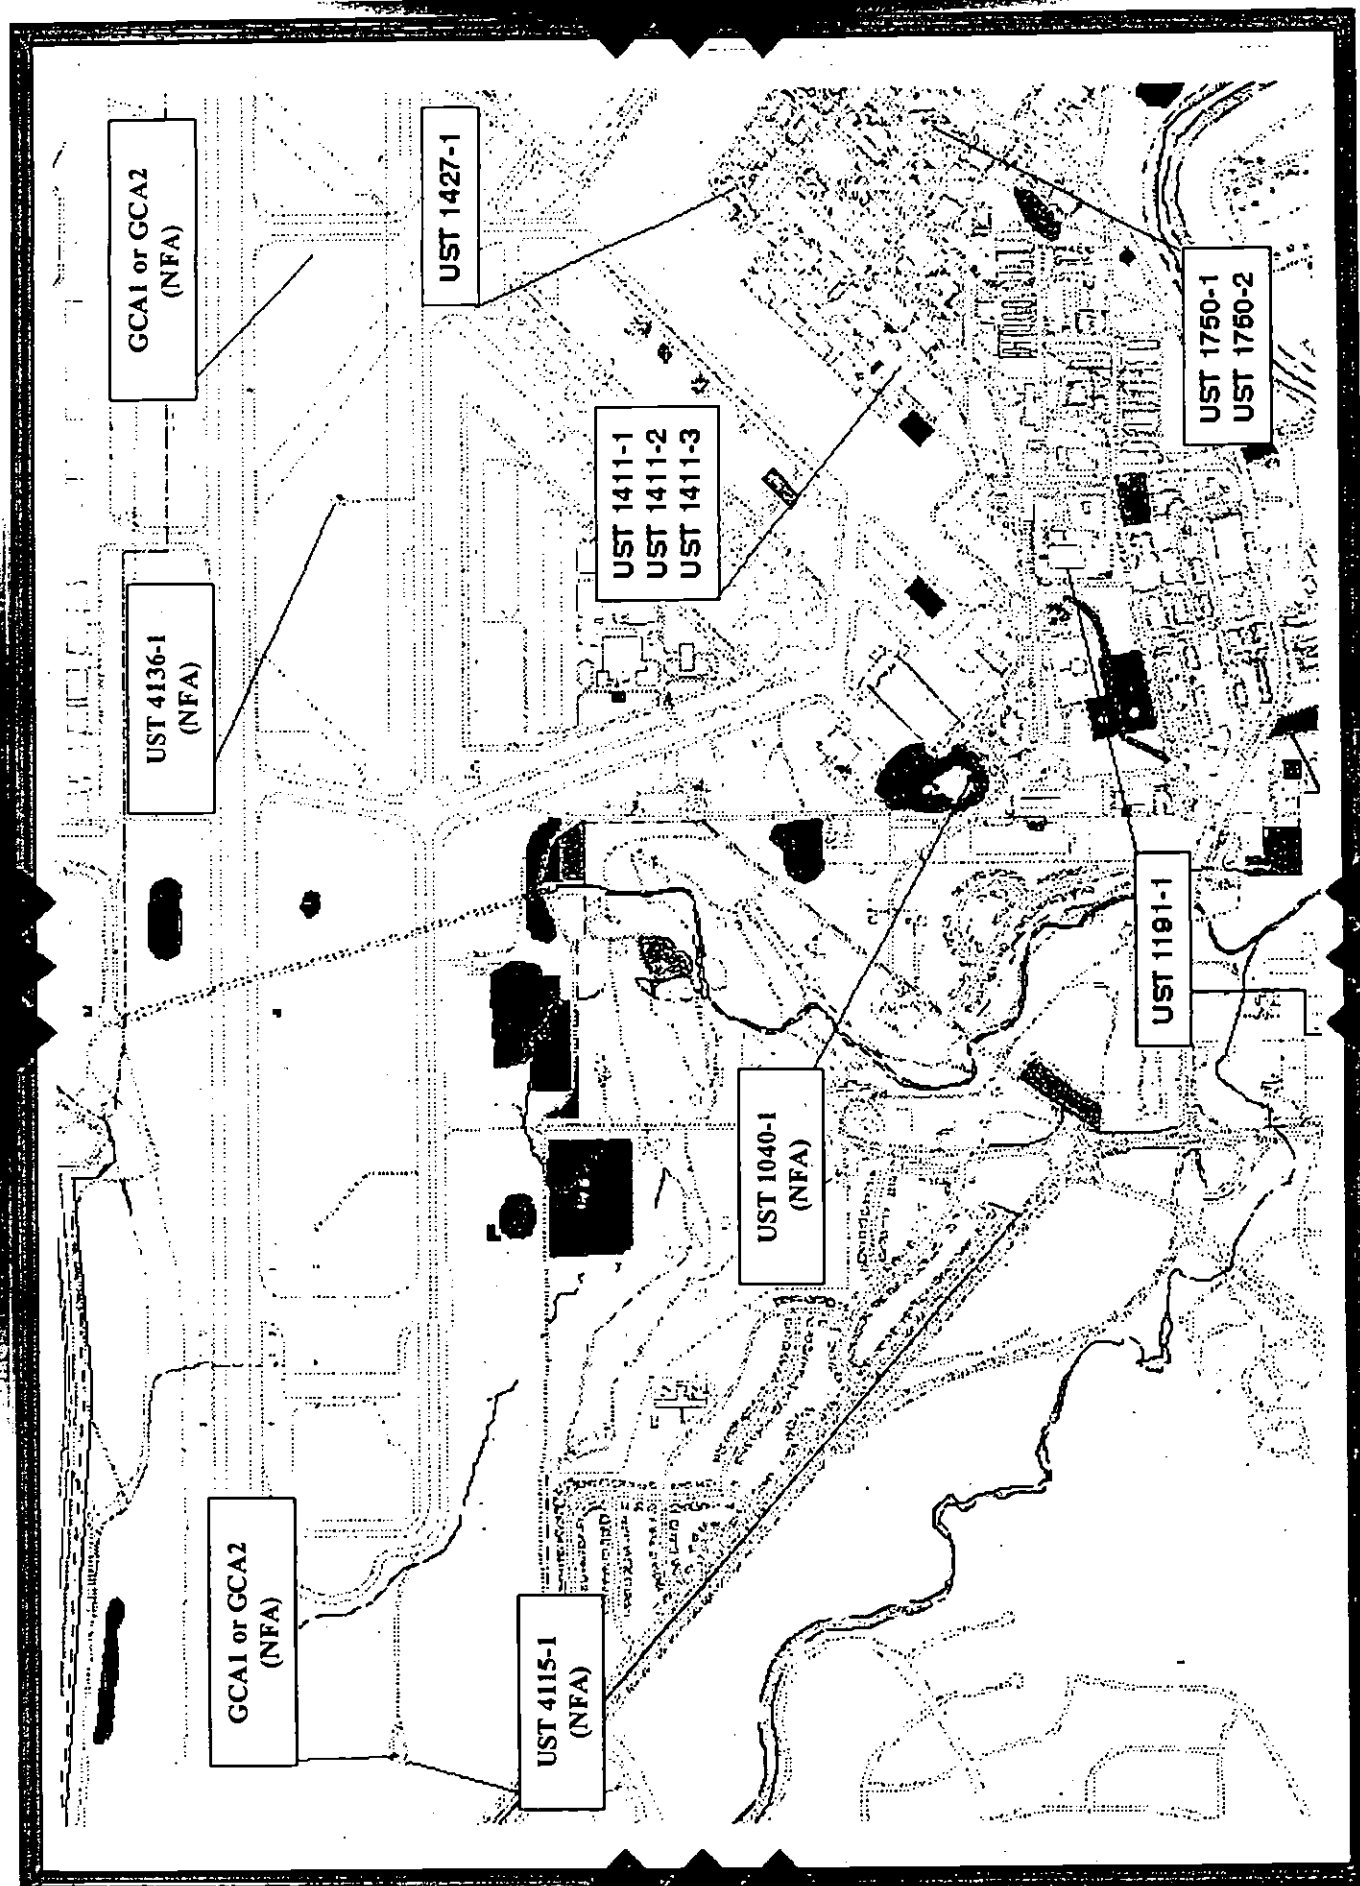 GCA1 or GCA2
(NFA)
UST 4115-1
(NFA)
UST 1040-1
(NFA)
UST 1191-1
UST 4136-1
(NFA)
UST 1411-1
UST 1411-2
UST 1411-3
GCA1 or GCA2
(NFA)
UST 1427-1
UST 1750-1
UST 1750-2